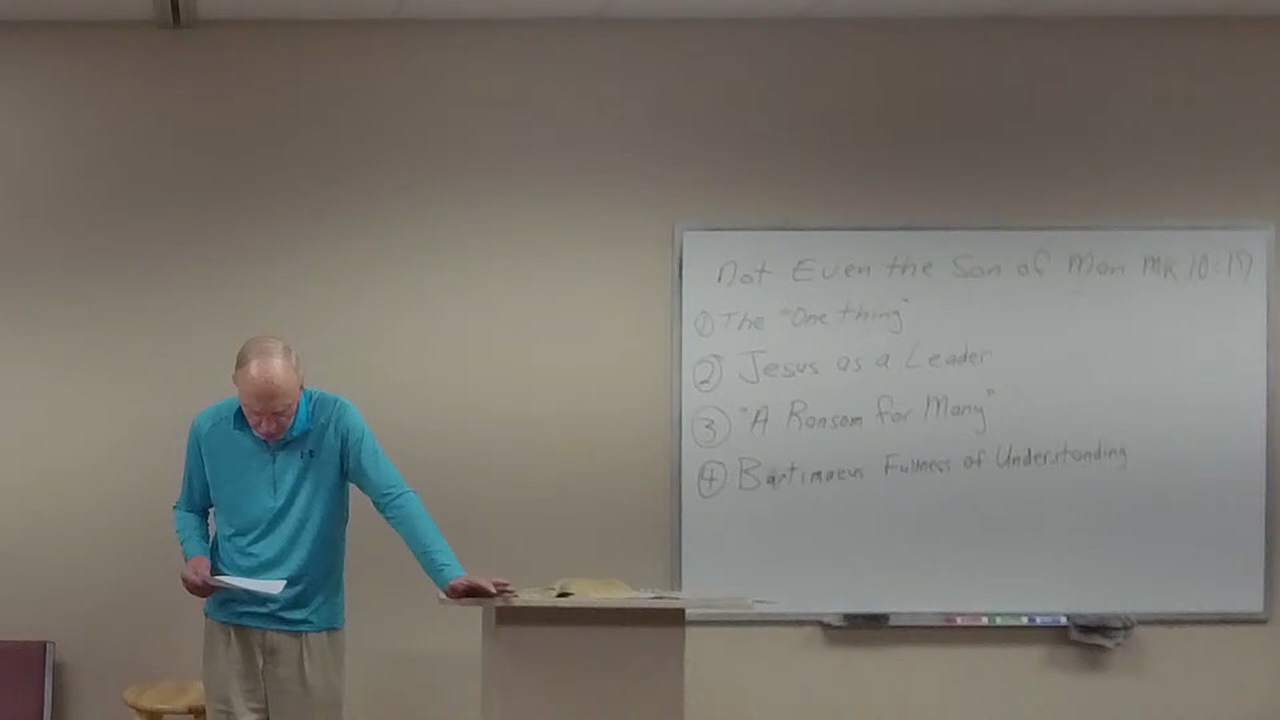 Not Even the Son of Man Mk 10:17
① The "One thing"
② Jesus as a Leader
③ "A Ransom for Many"
④ Bartimaeus Fullness of Understanding